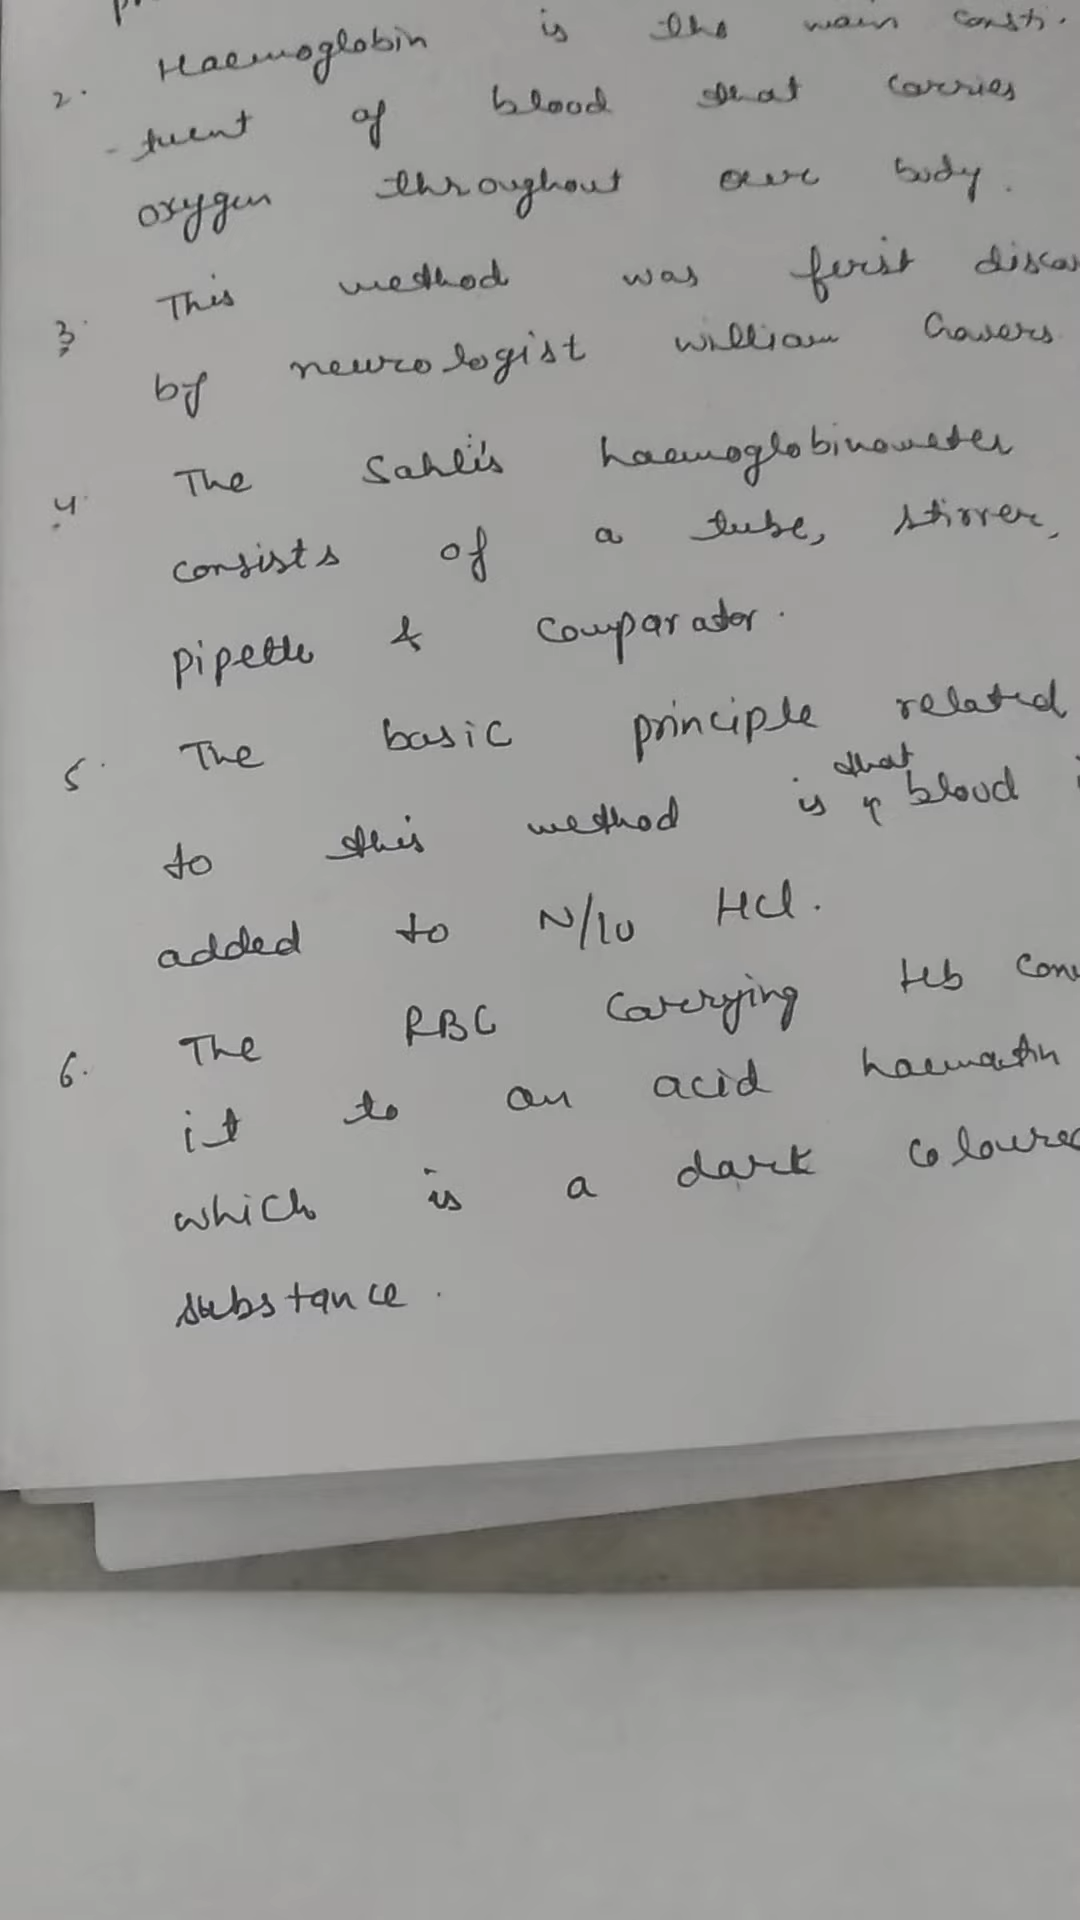 2. Haemoglobin is the main consti-
-tuent of blood that carries
oxygen throughout our body.
3. This method was first
by neurologist william Gowers
4. The Sahli's haemoglobinometer
consists of a tube, stirrer,
pipette & comparator.
5. The basic principle related
to this method is that blood
added to N/10 HCl.
6. The RBC carrying Hb
it to an acid haematin
which is a dark coloured
substance.